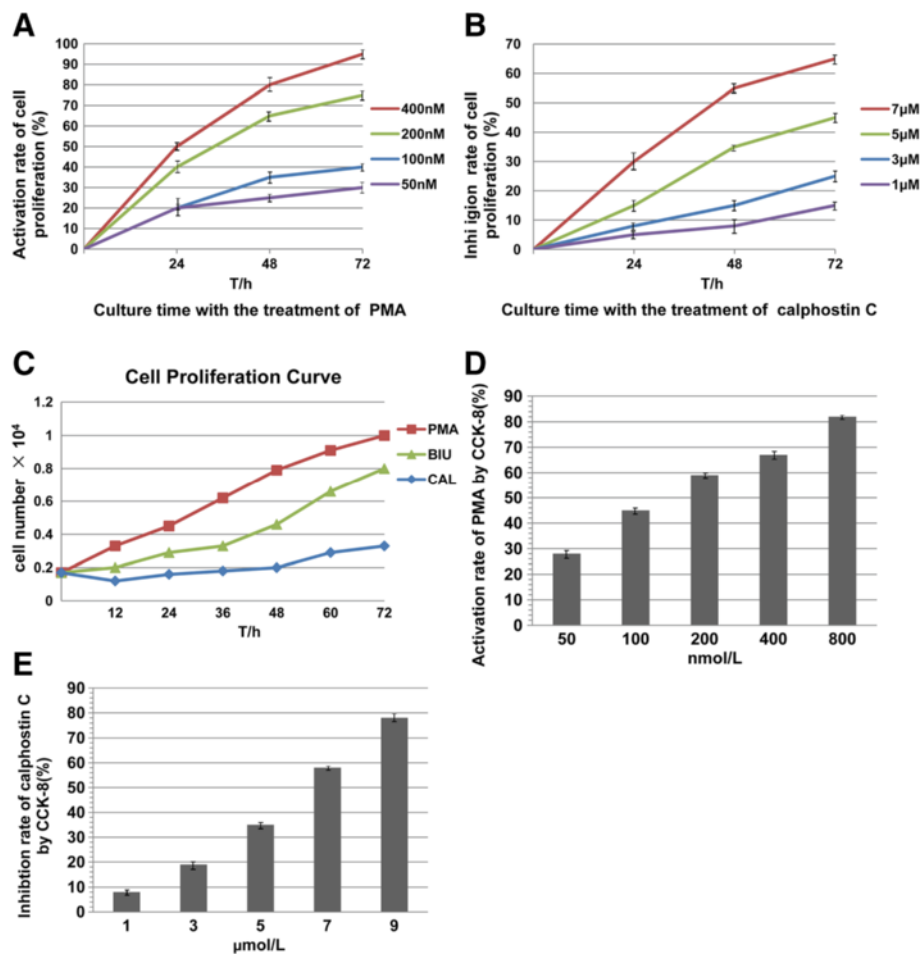 A
Activation rate of cell
proliferation (%)
100
90
80
70
60
50
40
30
20
10
0
24
48
72
T/h
400nM
200nM
100nM
50nM
Culture time with the treatment of PMA
B
Inhi igion rate of cell
proliferation (%)
70
60
50
40
30
20
10
0
24
48
72
T/h
7μM
5μM
3μM
1μM
Culture time with the treatment of calphostin C
C
Cell Proliferation Curve
cell number × 10⁴
1.2
1
0.8
0.6
0.4
0.2
0
12
24
36
48
60
72
T/h
PMA
BIU
CAL
D
Activation rate of PMA by CCK-8(%)
90
80
70
60
50
40
30
20
10
0
50
100
200
400
800
nmol/L
E
Inhibtion rate of calphostin C
by CCK-8(%)
90
80
70
60
50
40
30
20
10
0
1
3
5
7
9
μmol/L